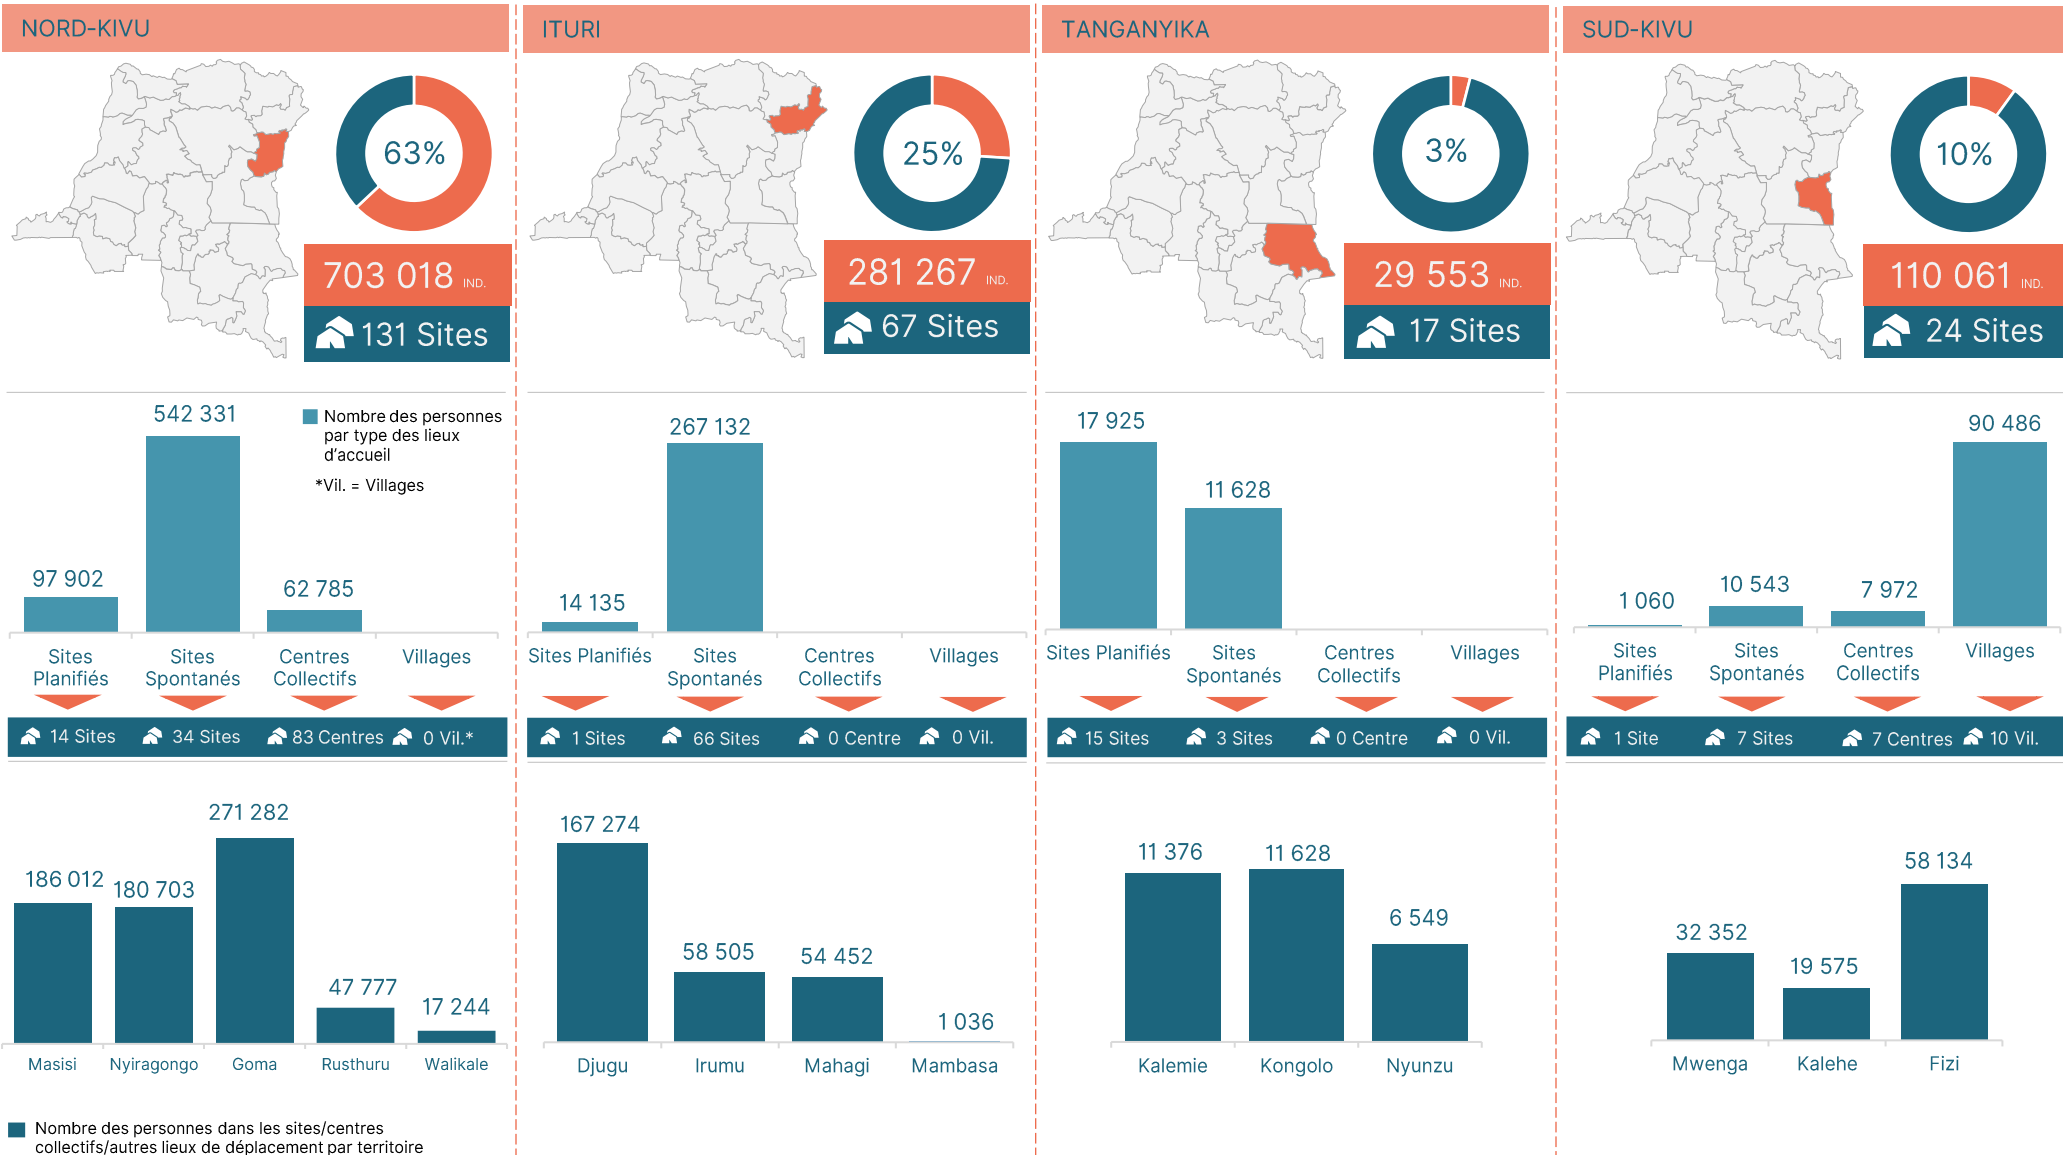 NORD-KIVU
63%
703 018 IND.
131 Sites
542 331
97 902
62 785
Nombre des personnes
par type des lieux
d'accueil
*Vil. = Villages
Sites
Planifiés
Sites
Spontanés
Centres
Collectifs
Villages
14 Sites
34 Sites
83 Centres
0 Vil.*
271 282
186 012
180 703
47 777
17 244
Masisi
Nyiragongo
Goma
Rusthuru
Walikale
Nombre des personnes dans les sites/centres
collectifs/autres lieux de déplacement par territoire
ITURI
25%
281 267 IND.
67 Sites
267 132
14 135
Sites Planifiés
Sites
Spontanés
Centres
Collectifs
Villages
1 Sites
66 Sites
0 Centre
0 Vil.
167 274
58 505
54 452
1 036
Djugu
Irumu
Mahagi
Mambasa
TANGANYIKA
3%
29 553 IND.
17 Sites
17 925
11 628
Sites Planifiés
Sites
Spontanés
Centres
Collectifs
Villages
15 Sites
3 Sites
0 Centre
0 Vil.
11 376
11 628
6 549
Kalemie
Kongolo
Nyunzu
SUD-KIVU
10%
110 061 IND.
24 Sites
90 486
1 060
10 543
7 972
Sites
Planifiés
Sites
Spontanés
Centres
Collectifs
Villages
1 Site
7 Sites
7 Centres
10 Vil.
58 134
32 352
19 575
Mwenga
Kalehe
Fizi